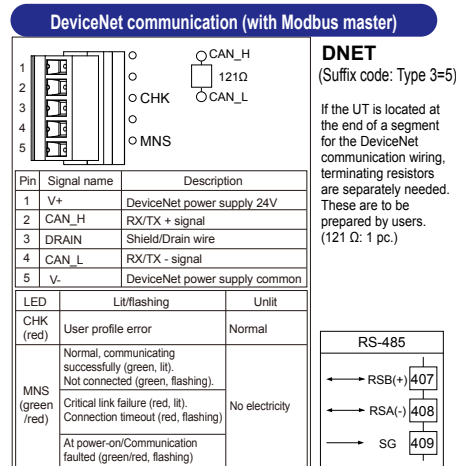 DeviceNet communication (with Modbus master)
CAN_H
121Ω
CAN_L
CHK
MNS
1
2
3
4
5
DNET
(Suffix code: Type 3=5)
If the UT is located at
the end of a segment
for the DeviceNet
communication wiring,
terminating resistors
are separately needed.
These are to be
prepared by users.
(121 Ω: 1 pc.)
Pin Signal name Description
1 V+ DeviceNet power supply 24V
2 CAN_H RX/TX + signal
3 DRAIN Shield/Drain wire
4 CAN_L RX/TX - signal
5 V- DeviceNet power supply common
LED Lit/flashing Unlit
CHK
(red)
User profile error
Normal
MNS
(green
/red)
Normal, communicating
successfully (green, lit).
Not connected (green, flashing).
Critical link failure (red, lit).
Connection timeout (red, flashing)
At power-on/Communication
faulted (green/red, flashing)
No electricity
RS-485
RSB(+) 407
RSA(-) 408
SG 409